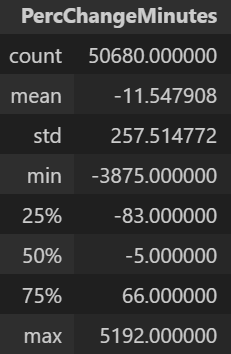 PercChangeMinutes
count 50680.000000
mean -11.547908
std 257.514772
min -3875.000000
25% -83.000000
50% -5.000000
75% 66.000000
max 5192.000000